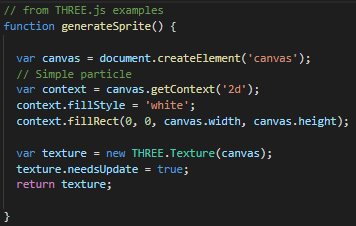 // from THREE.js examples
function generateSprite() {
var canvas = document.createElement('canvas');
// Simple particle
var context = canvas.getContext('2d');
context.fillStyle = 'white';
context.fillRect(0, 0, canvas.width, canvas.height);
var texture = new THREE.Texture(canvas);
texture.needsUpdate = true;
return texture;
}